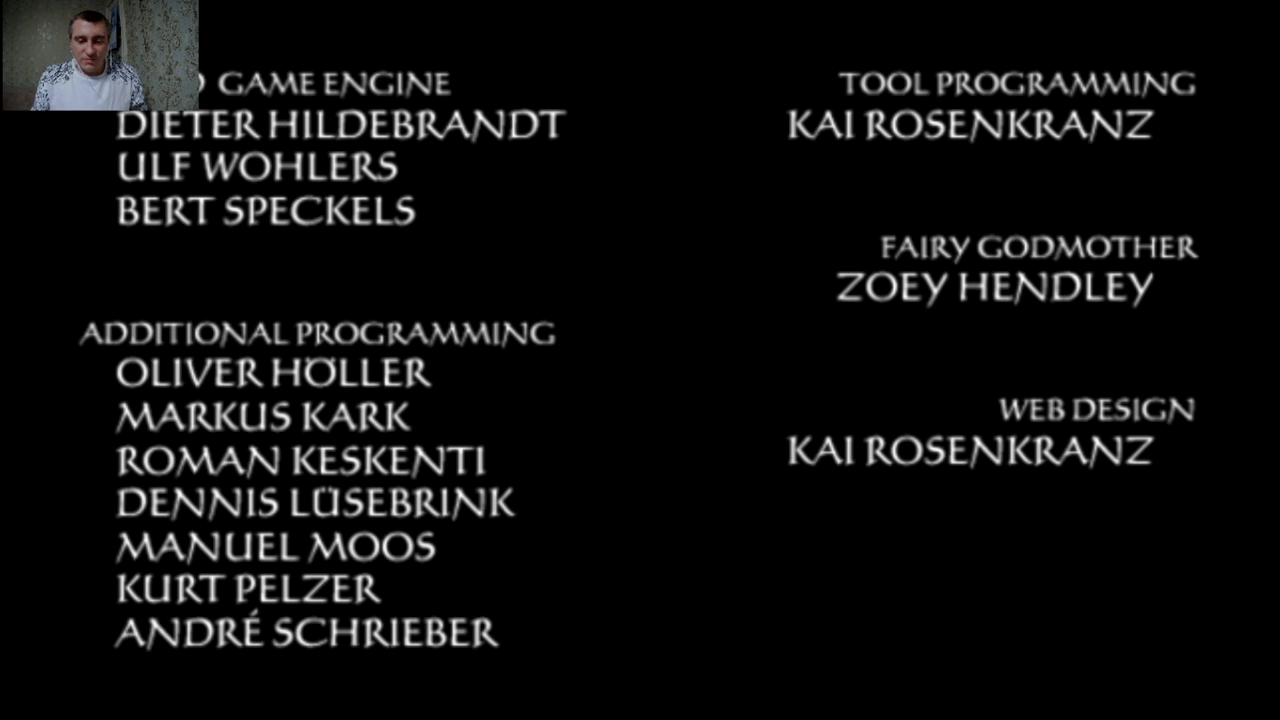 GAME ENGINE
DIETER HILDEBRANDT
ULF WOHLERS
BERT SPECKELS
ADDITIONAL PROGRAMMING
OLIVER HÖLLER
MARKUS KARK
ROMAN KESKENTI
DENNIS LÜSEBRINK
MANUEL MOOS
KURT PELZER
ANDRÉ SCHRIEBER
TOOL PROGRAMMING
KAI ROSENKRANZ
FAIRY GODMOTHER
ZOEY HENDLEY
WEB DESIGN
KAI ROSENKRANZ